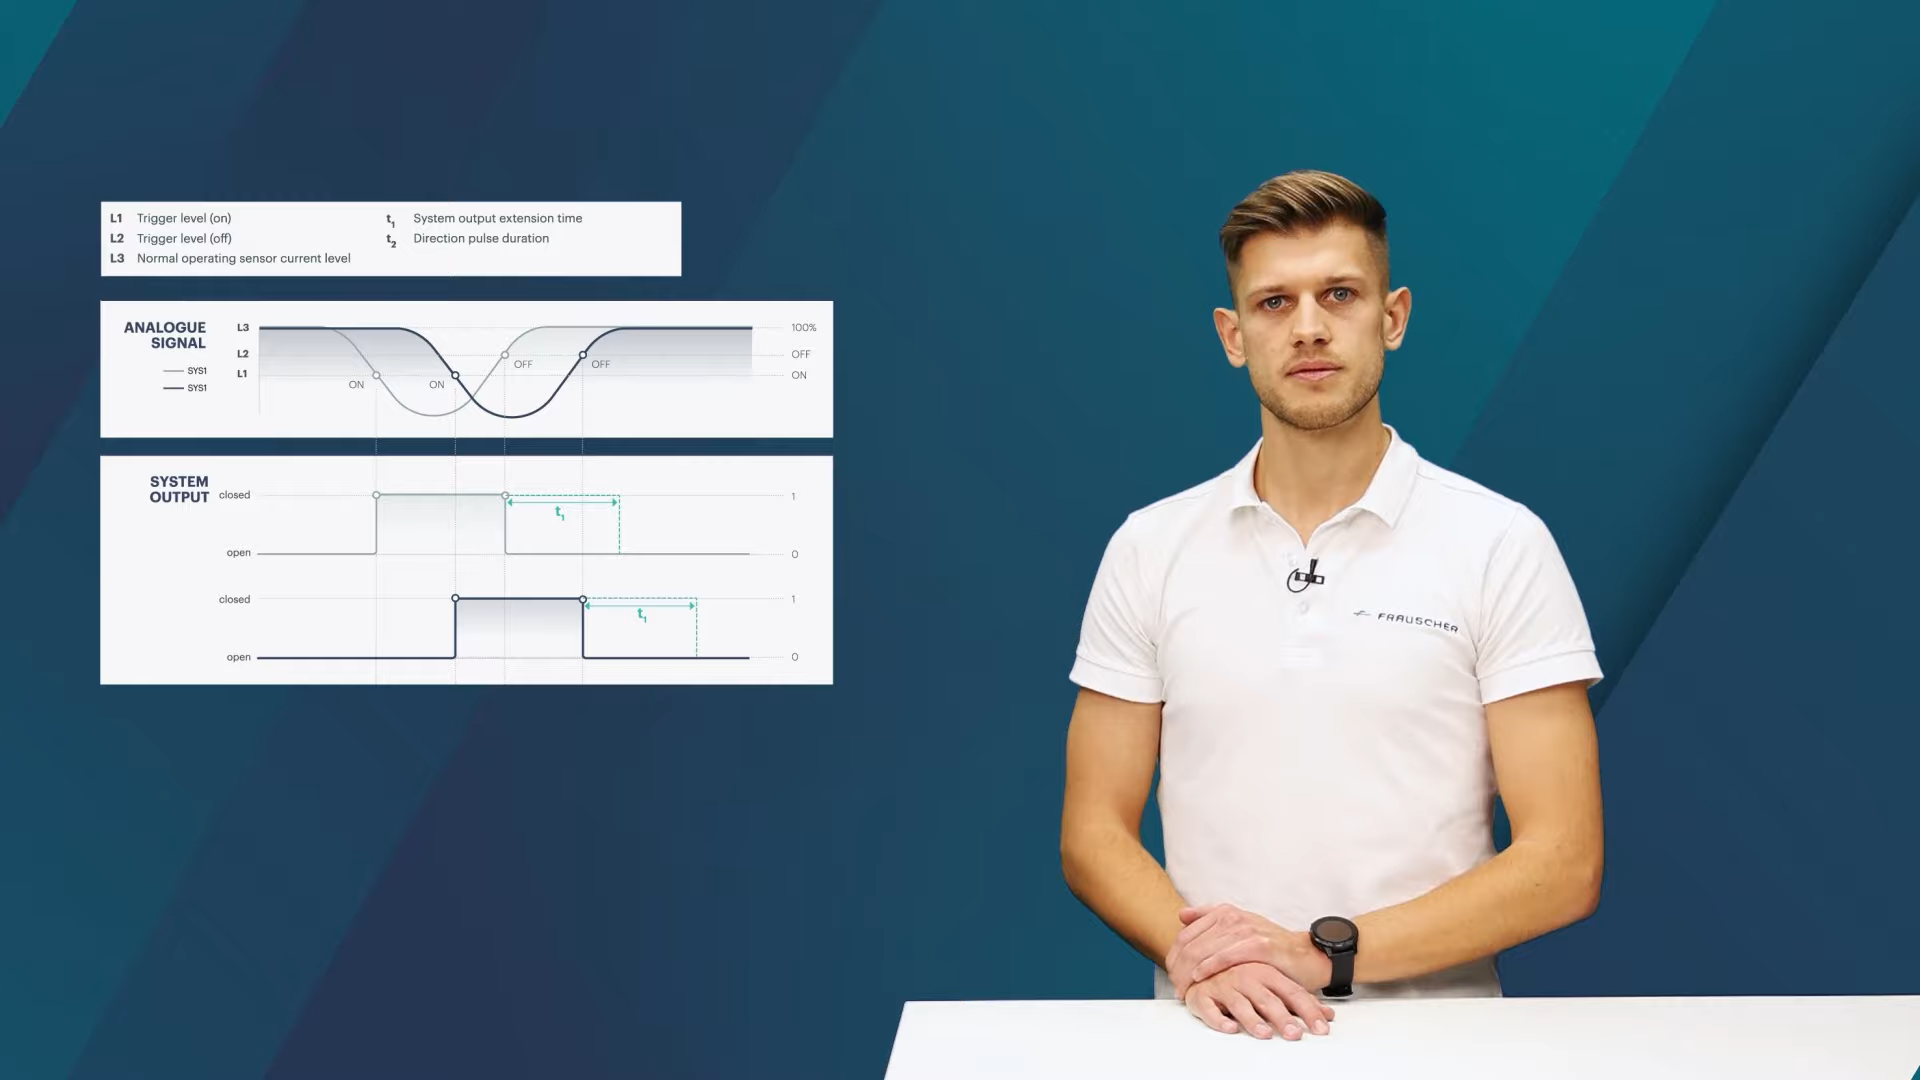 L1 Trigger level (on)
L2 Trigger level (off)
L3 Normal operating sensor current level
t1 System output extension time
t2 Direction pulse duration
ANALOGUE
SIGNAL
SYS1
SYS1
L3
L2
L1
ON
ON
OFF
OFF
100%
OFF
ON
SYSTEM
OUTPUT
closed
t1
1
open
0
closed
t1
1
open
0
FRAUSCHER